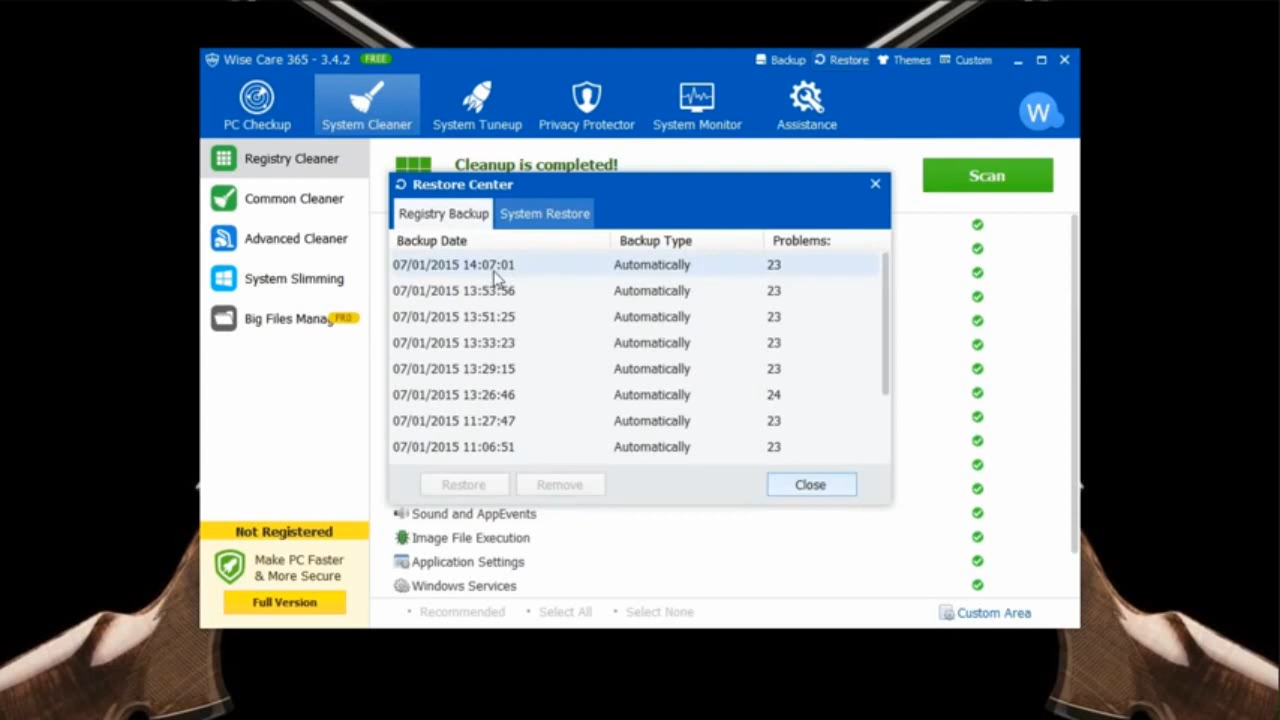 Wise Care 365 - 3.4.2 FREE
Backup Restore Themes Custom
PC Checkup System Cleaner System Tuneup Privacy Protector System Monitor Assistance
W
Registry Cleaner
Common Cleaner
Advanced Cleaner
System Slimming
Big Files Manag PRO
Cleanup is completed!
Scan
Restore Center
Registry Backup System Restore
Backup Date Backup Type Problems:
07/01/2015 14:07:01 Automatically 23
07/01/2015 13:53:56 Automatically 23
07/01/2015 13:51:25 Automatically 23
07/01/2015 13:33:23 Automatically 23
07/01/2015 13:29:15 Automatically 23
07/01/2015 13:26:46 Automatically 24
07/01/2015 11:27:47 Automatically 23
07/01/2015 11:06:51 Automatically 23
Restore Remove Close
Sound and AppEvents
Image File Execution
Application Settings
Windows Services
Recommended Select All Select None
Custom Area
Not Registered
Make PC Faster
& More Secure
Full Version